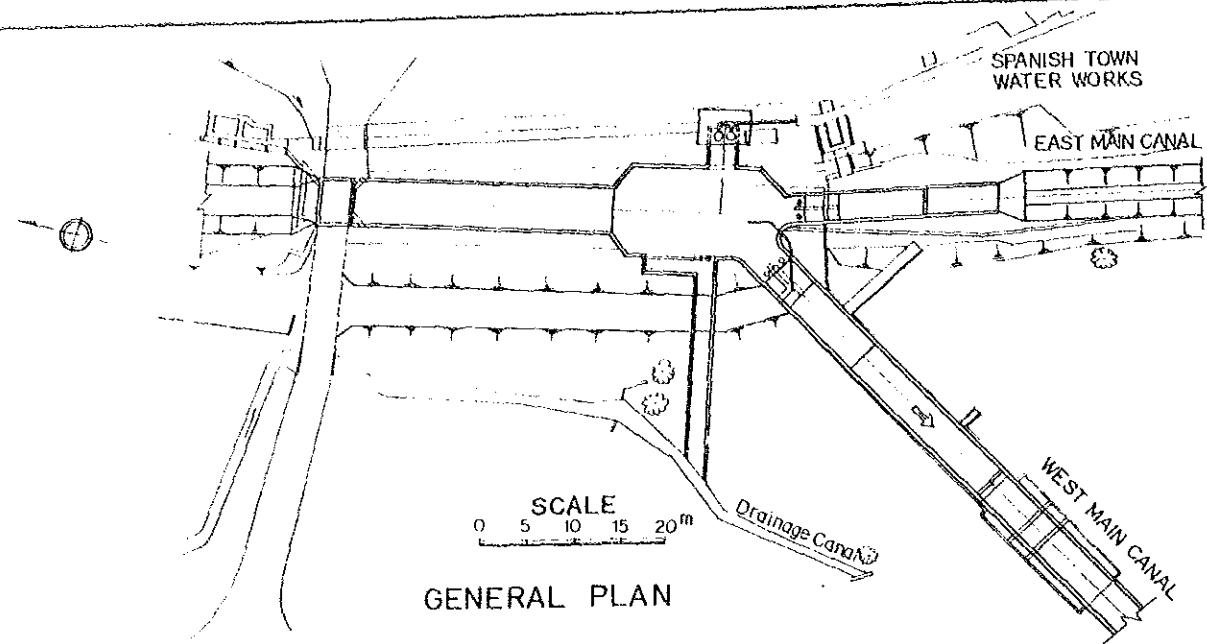 SPANISH TOWN
WATER WORKS
EAST MAIN CANAL
WEST MAIN CANAL
Drainage Canal
SCALE
0 5 10 15 20 m
GENERAL PLAN